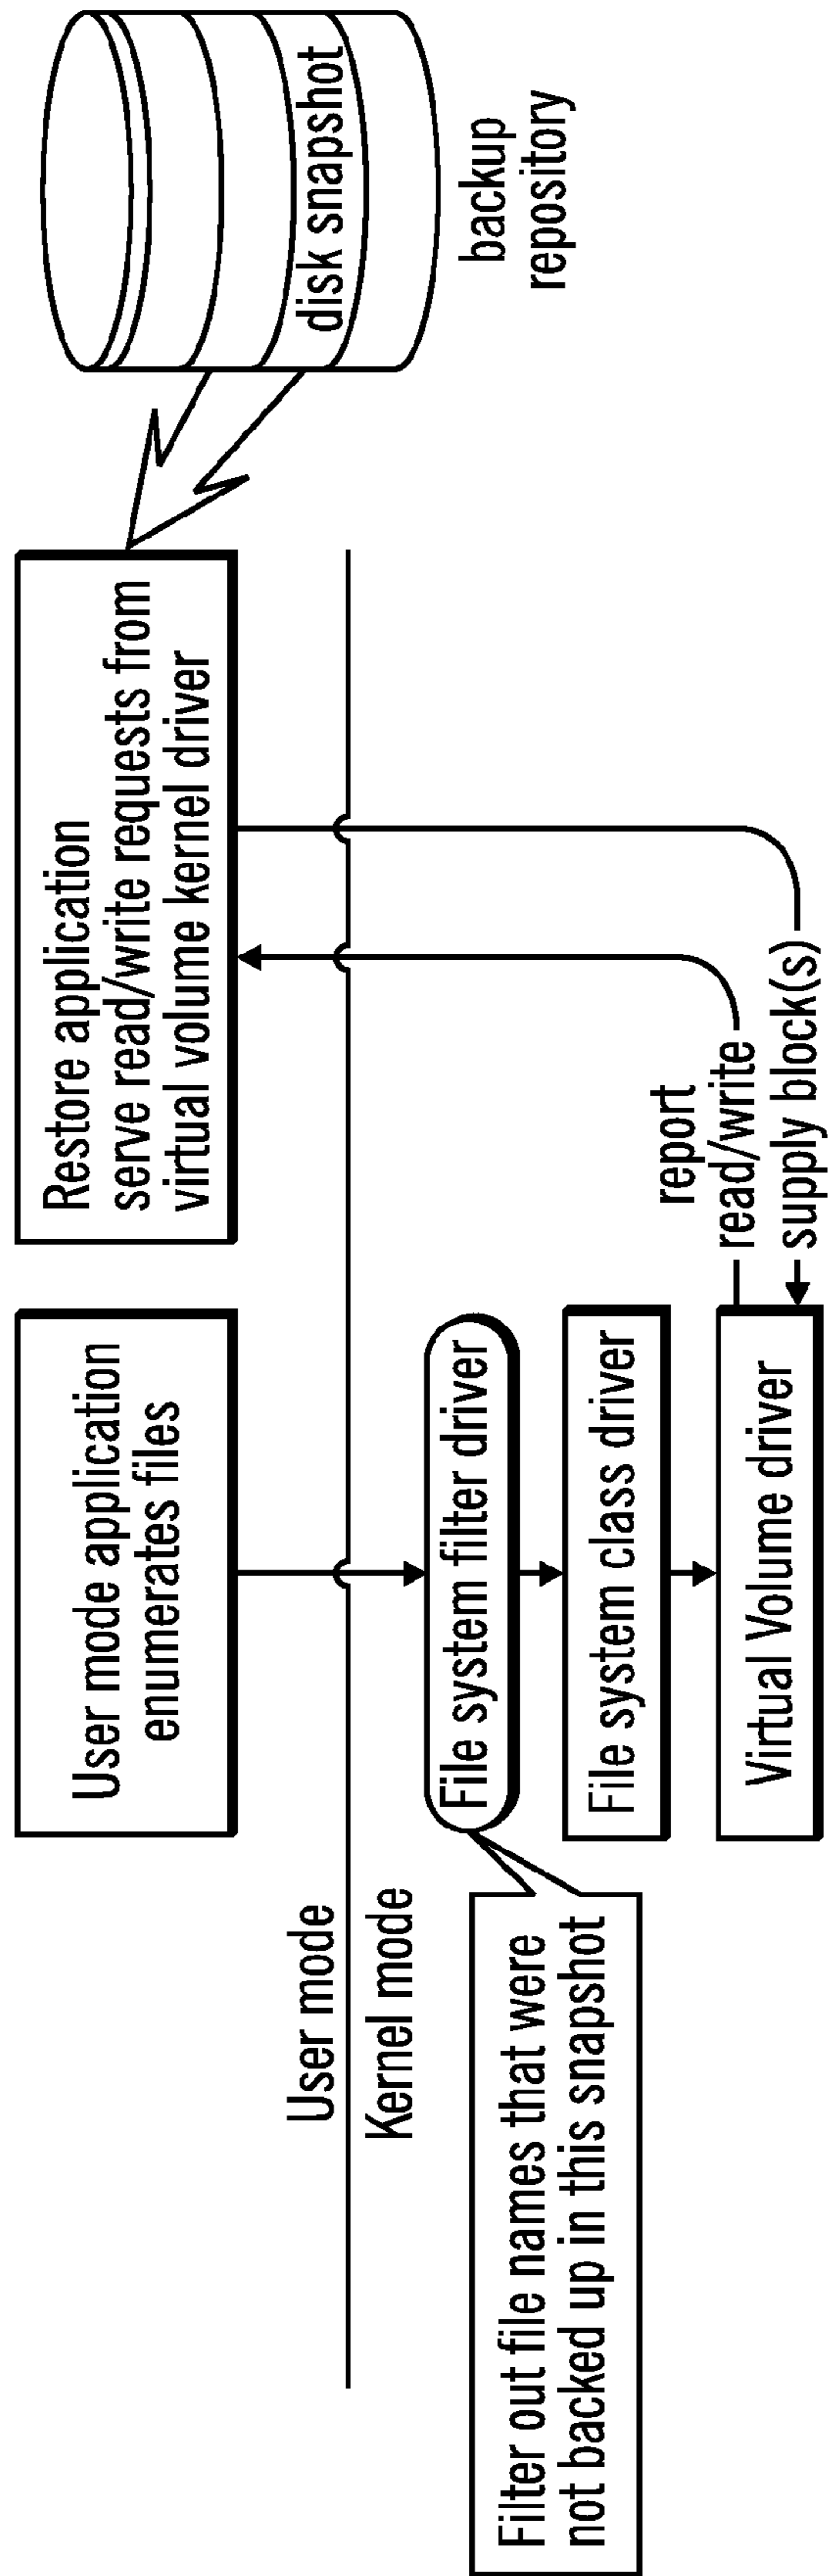 User mode application
enumerates files
Restore application
serve read/write requests from
virtual volume kernel driver
disk snapshot
backup
repository
User mode
Kernel mode
File system filter driver
Filter out file names that were
not backed up in this snapshot
File system class driver
Virtual Volume driver
report
read/write
supply block(s)